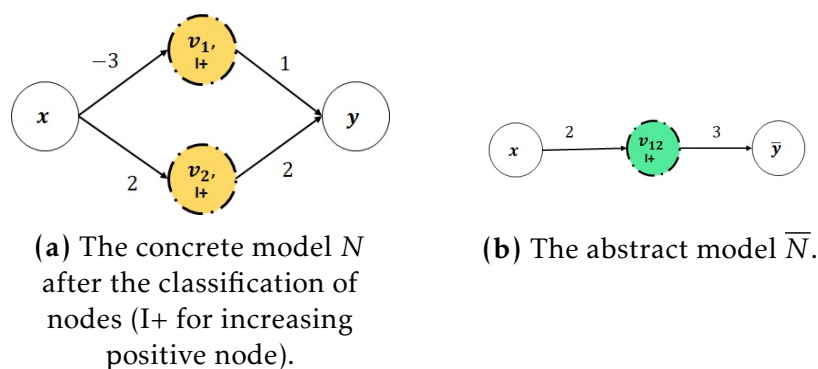 -3
v₁,
I+
1
x
y
2
v₂,
I+
2
x
2
v₁₂
I+
3
y̅
(a) The concrete model N
after the classification of
nodes (I+ for increasing
positive node).
(b) The abstract model N̅.